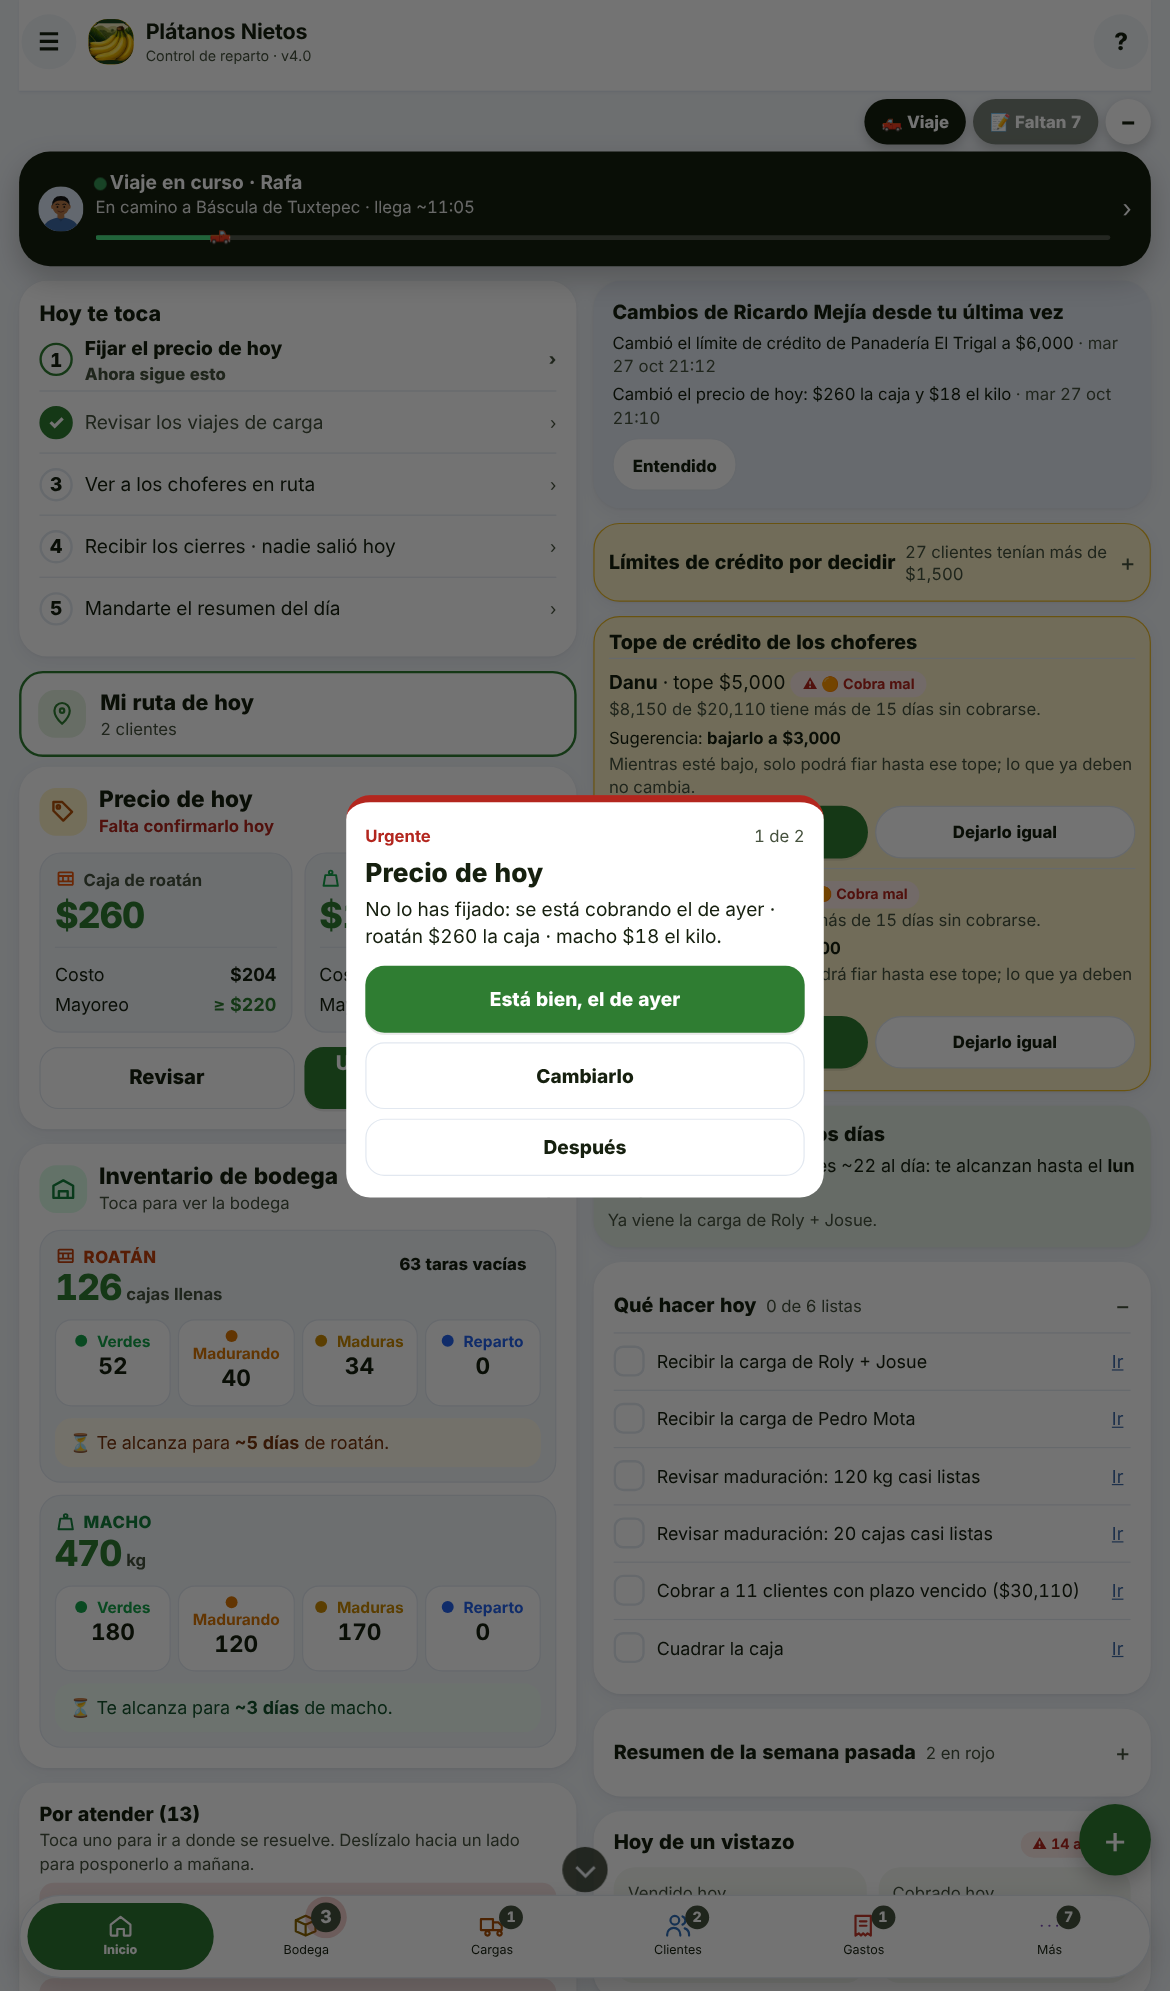 Plátanos Nietos
Control de reparto · v4.0
?
Viaje
Faltan 7
–
Viaje en curso · Rafa
En camino a Báscula de Tuxtepec · llega ~11:05
Hoy te toca
1
Fijar el precio de hoy
Ahora sigue esto
Revisar los viajes de carga
3
Ver a los choferes en ruta
4
Recibir los cierres · nadie salió hoy
5
Mandarte el resumen del día
Mi ruta de hoy
2 clientes
Precio de hoy
Falta confirmarlo hoy
Caja de roatán
$260
Costo
$204
Mayoreo
≥ $220
Revisar
Inventario de bodega
Toca para ver la bodega
ROATÁN
126 cajas llenas
63 taras vacías
Verdes
52
Madurando
40
Maduras
34
Reparto
0
Te alcanza para ~5 días de roatán.
MACHO
470 kg
Verdes
180
Madurando
120
Maduras
170
Reparto
0
Te alcanza para ~3 días de macho.
Por atender (13)
Toca uno para ir a donde se resuelve. Deslízalo hacia un lado
para posponerlo a mañana.
Cambios de Ricardo Mejía desde tu última vez
Cambió el límite de crédito de Panadería El Trigal a $6,000 · mar
27 oct 21:12
Cambió el precio de hoy: $260 la caja y $18 el kilo · mar 27 oct
21:10
Entendido
Límites de crédito por decidir
27 clientes tenían más de
$1,500
+
Tope de crédito de los choferes
Danu · tope $5,000
Cobra mal
$8,150 de $20,110 tiene más de 15 días sin cobrarse.
Sugerencia: bajarlo a $3,000
Mientras esté bajo, solo podrá fiar hasta ese tope; lo que ya deben
no cambia.
Dejarlo igual
Cobra mal
más de 15 días sin cobrarse.
fiar hasta ese tope; lo que ya deben
Dejarlo igual
días
~22 al día: te alcanzan hasta el lun
Ya viene la carga de Roly + Josue.
Urgente
1 de 2
Precio de hoy
No lo has fijado: se está cobrando el de ayer ·
roatán $260 la caja · macho $18 el kilo.
Está bien, el de ayer
Cambiarlo
Después
Qué hacer hoy
0 de 6 listas
–
Recibir la carga de Roly + Josue
Ir
Recibir la carga de Pedro Mota
Ir
Revisar maduración: 120 kg casi listas
Ir
Revisar maduración: 20 cajas casi listas
Ir
Cobrar a 11 clientes con plazo vencido ($30,110)
Ir
Cuadrar la caja
Ir
Resumen de la semana pasada
2 en rojo
+
Hoy de un vistazo
14
+
Vendido hoy
Cobrado hoy
Inicio
3
Bodega
1
Cargas
2
Clientes
1
Gastos
7
Más